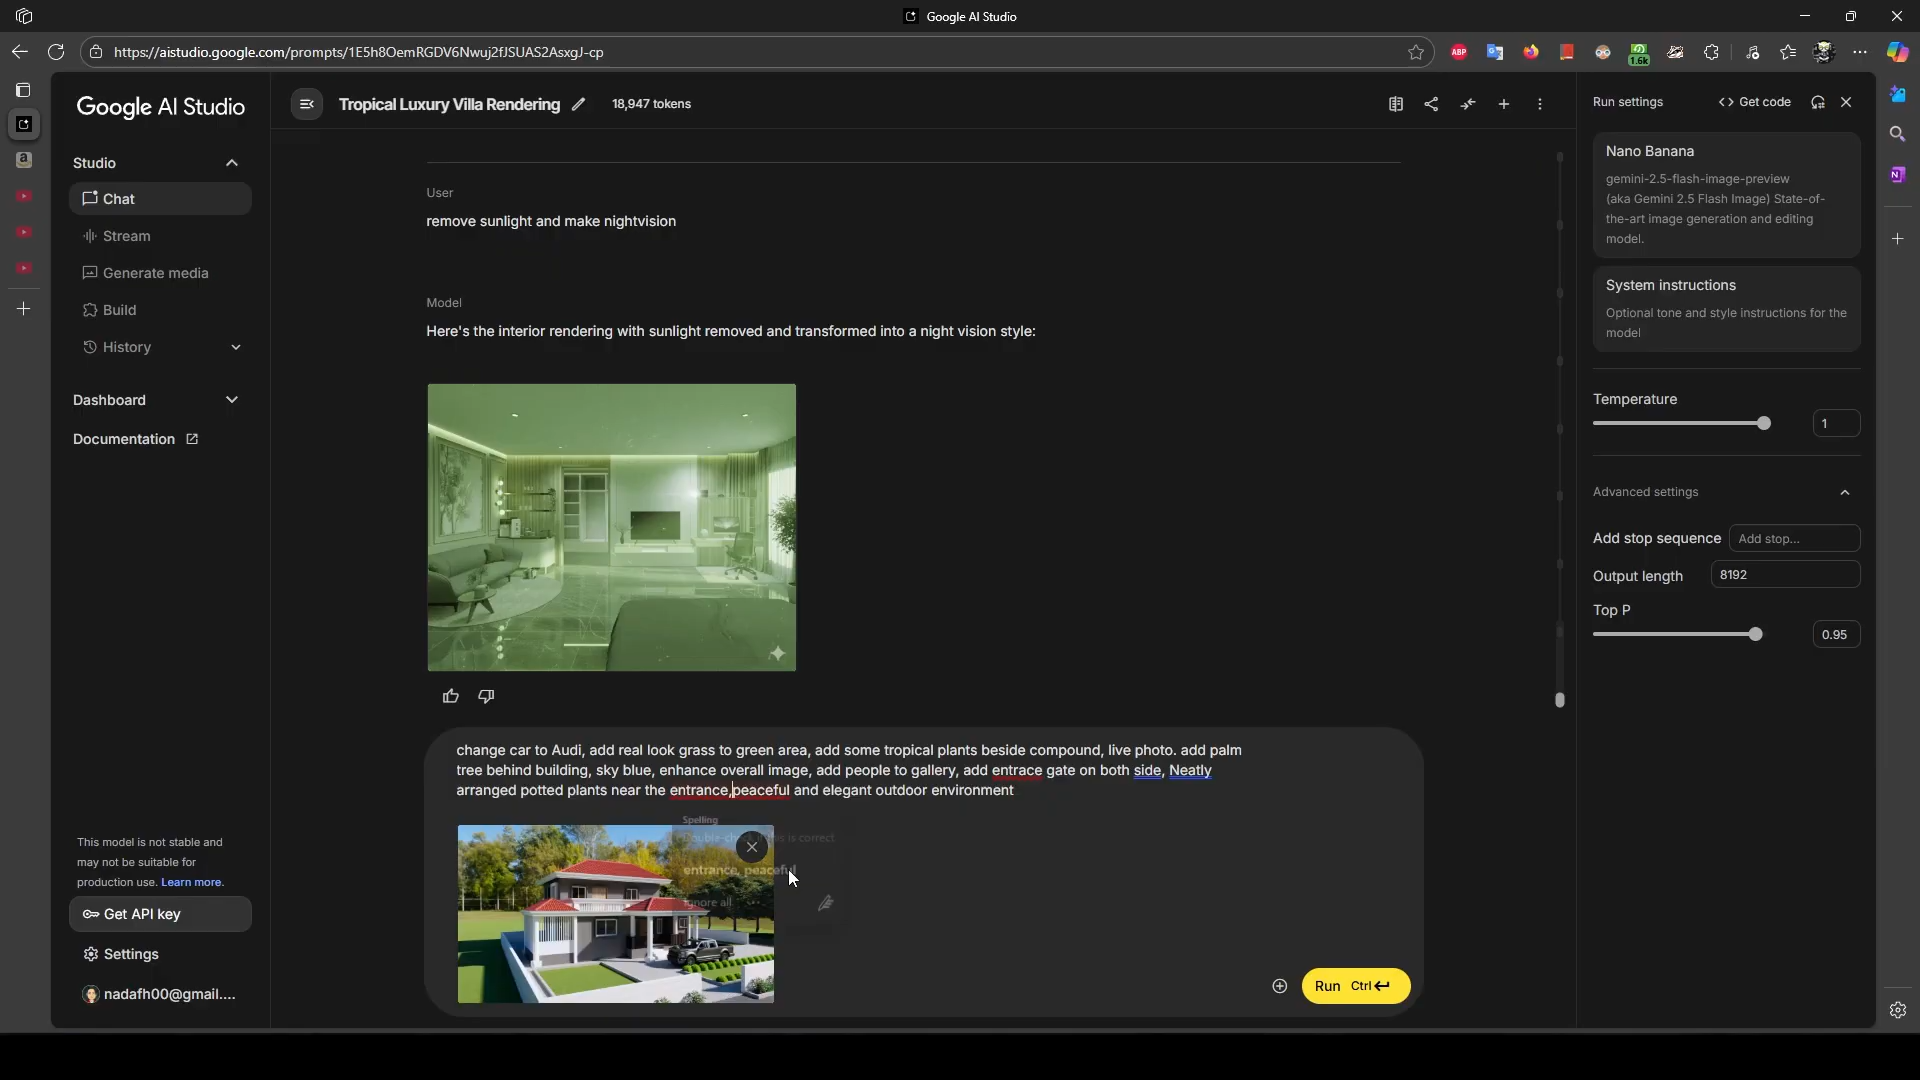 Google AI Studio
https://aistudio.google.com/prompts/1E5h8OemRGDV6Nwuj2fJSUAS2AsxgJ-cp
ABP
1.6k
Google AI Studio
Tropical Luxury Villa Rendering
18,947 tokens
Run settings
Get code
Studio
Chat
Stream
Generate media
Build
History
Dashboard
Documentation
User
remove sunlight and make nightvision
Model
Here's the interior rendering with sunlight removed and transformed into a night vision style:
Nano Banana
gemini-2.5-flash-image-preview
(aka Gemini 2.5 Flash Image) State-of-
the-art image generation and editing
model.
System instructions
Optional tone and style instructions for the
model
Temperature
1
Advanced settings
Add stop sequence
Add stop...
Output length
8192
Top P
0.95
change car to Audi, add real look grass to green area, add some tropical plants beside compound, live photo. add palm
tree behind building, sky blue, enhance overall image, add people to gallery, add entrace gate on both side, Neatly
arranged potted plants near the entrance,peaceful and elegant outdoor environment
Spelling
Double-check if this is correct
entrance, peaceful
Ignore all
This model is not stable and
may not be suitable for
production use. Learn more.
Get API key
Settings
nadafh00@gmail....
Run Ctrl